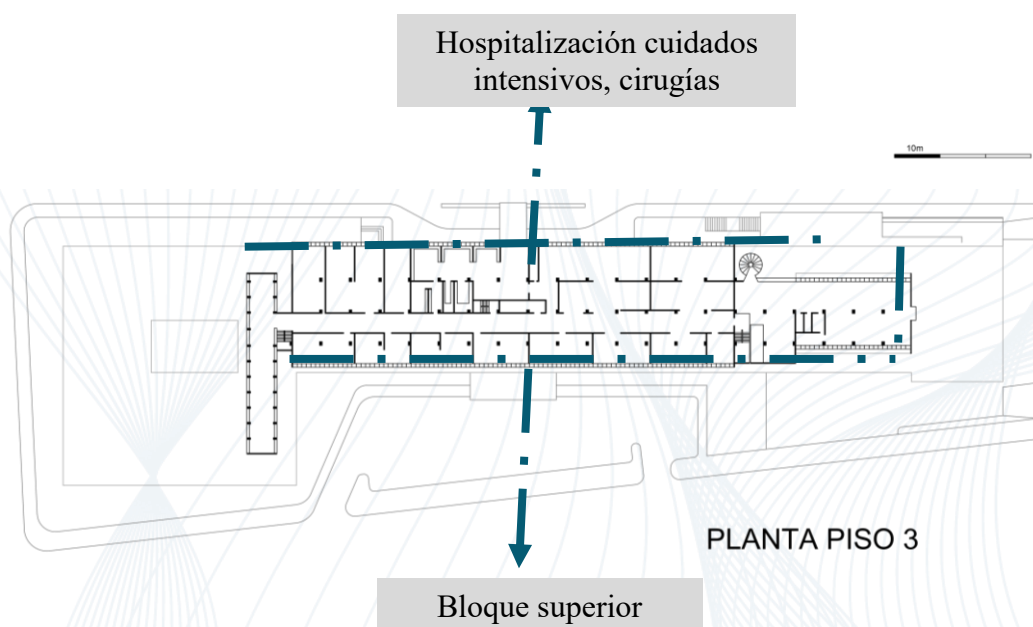 Hospitalización cuidados
intensivos, cirugías
10m
PLANTA PISO 3
Bloque superior